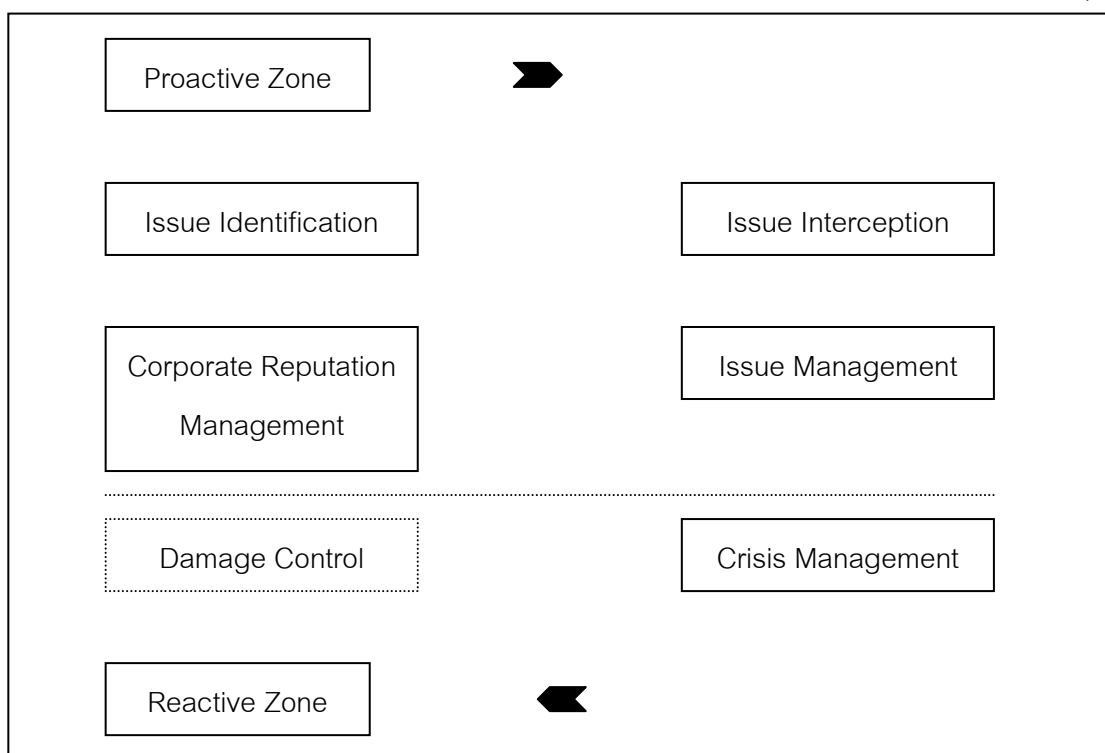 Proactive Zone
Issue Identification
Issue Interception
Corporate Reputation
Management
Issue Management
Damage Control
Crisis Management
Reactive Zone